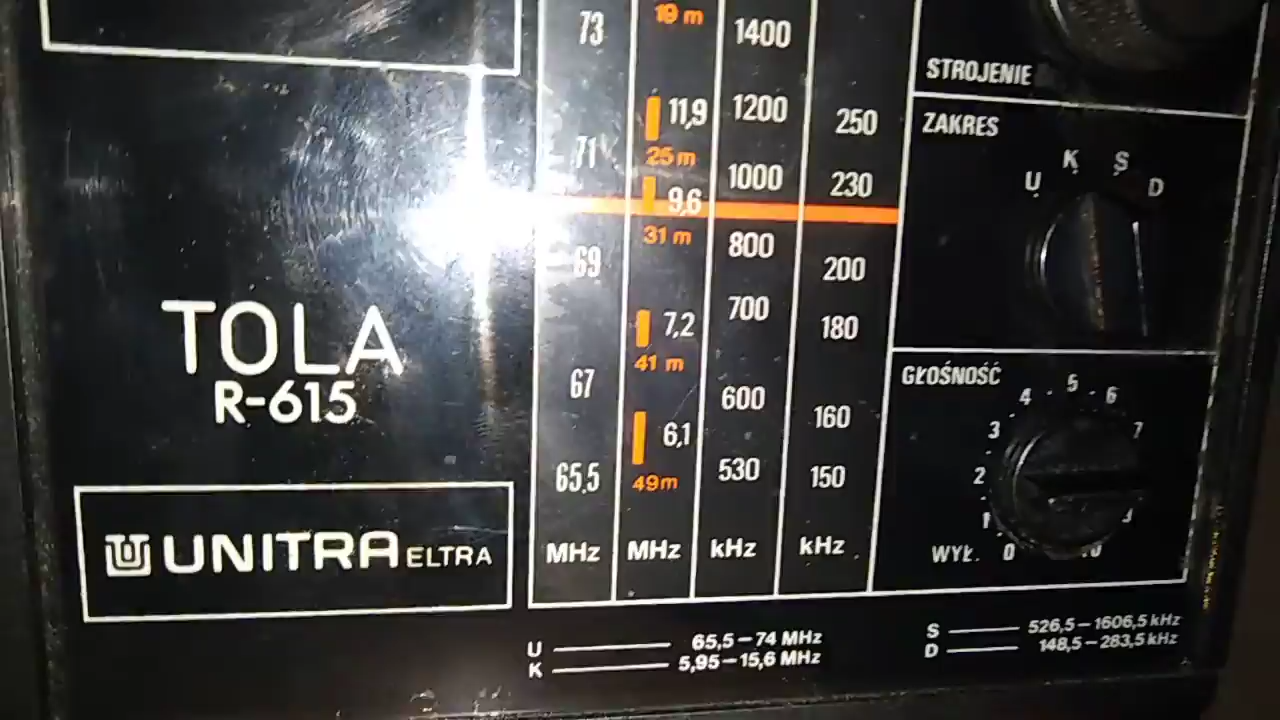 TOLA
R-615
UNITRA ELTRA
73
71
69
67
65,5
MHz
19 m
11,9
25 m
9,6
31 m
7,2
41 m
6,1
49m
MHz
1400
1200
1000
800
700
600
530
kHz
250
230
200
180
160
150
kHz
STROJENIE
ZAKRES
U K S D
GŁOŚNOŚĆ
WYŁ. 0 1 2 3 4 5 6 7 10
U 65,5–74 MHz
K 5,95–15,6 MHz
S 526,5–1606,5 kHz
D 148,5–283,5 kHz